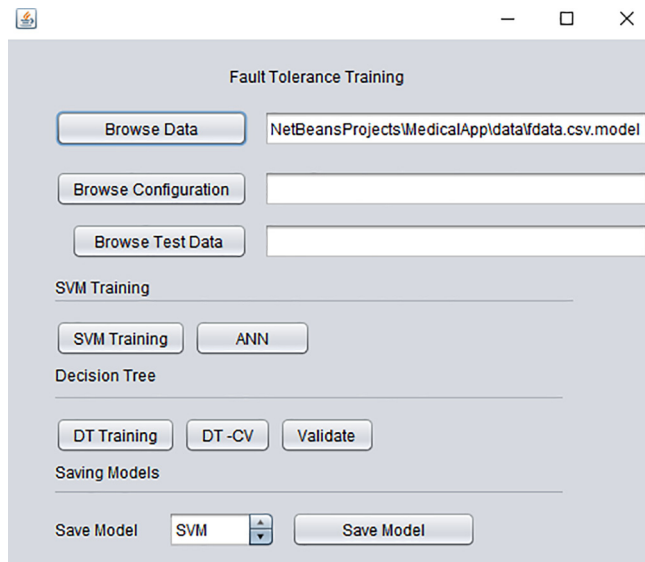 Fault Tolerance Training
Browse Data NetBeansProjects\MedicalApp\data\fdata.csv.model
Browse Configuration
Browse Test Data
SVM Training
SVM Training ANN
Decision Tree
DT Training DT -CV Validate
Saving Models
Save Model SVM Save Model